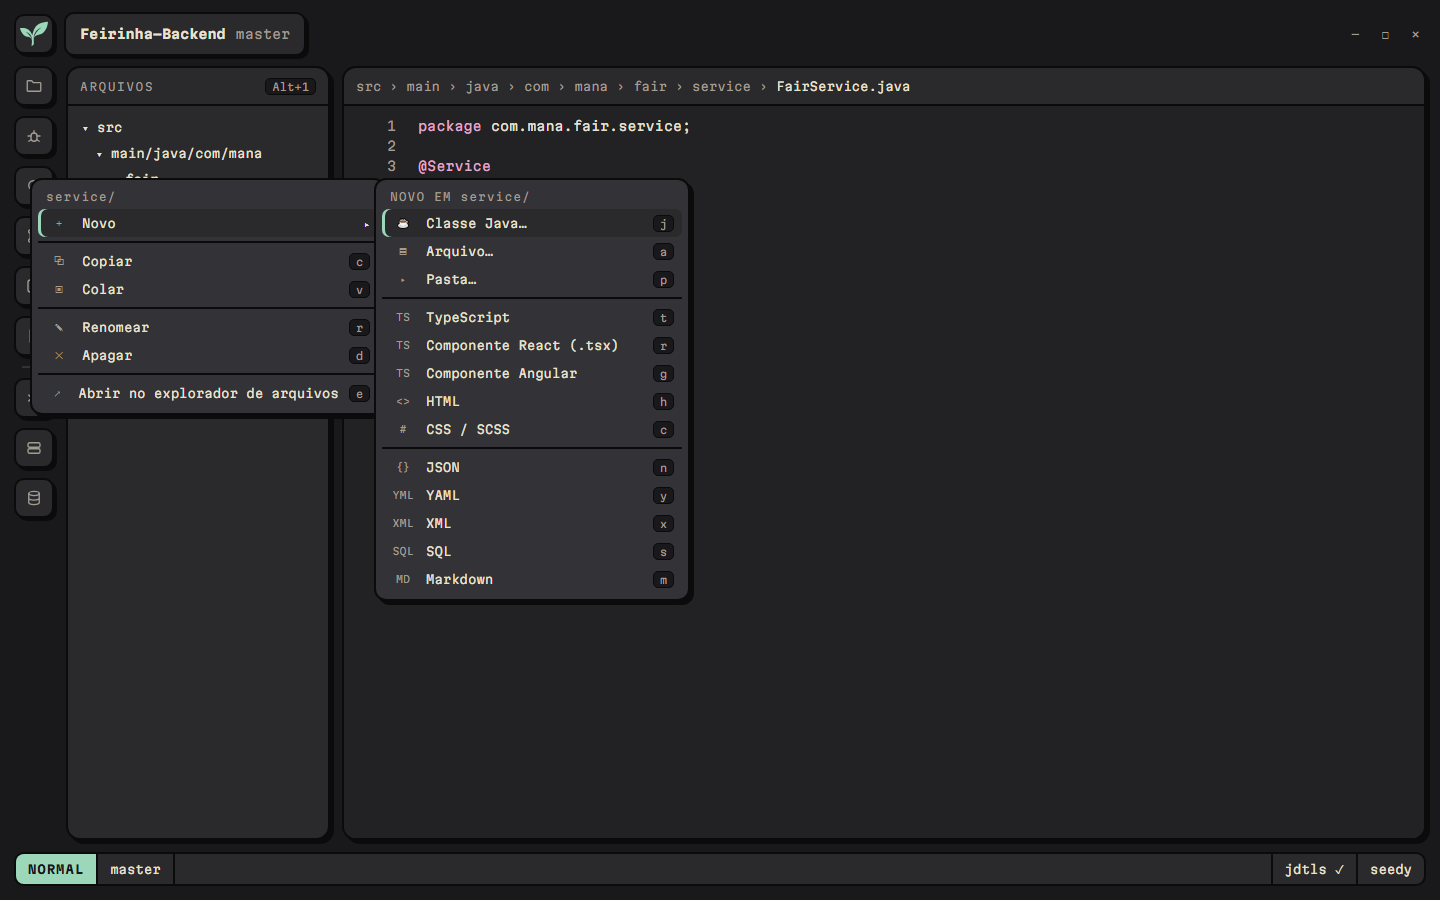 Feirinha-Backend master
ARQUIVOS Alt+1
src › main › java › com › mana › fair › service › FairService.java
▾ src
▾ main/java/com/mana
1 package com.mana.fair.service;
2
3 @Service
service/
+ Novo ▸
Copiar c
Colar v
Renomear r
Apagar d
Abrir no explorador de arquivos e
NOVO EM service/
Classe Java… j
Arquivo… a
Pasta… p
TS TypeScript t
TS Componente React (.tsx) r
TS Componente Angular g
<> HTML h
# CSS / SCSS c
{} JSON n
YML YAML y
XML XML x
SQL SQL s
MD Markdown m
NORMAL master
jdtls ✓ seedy